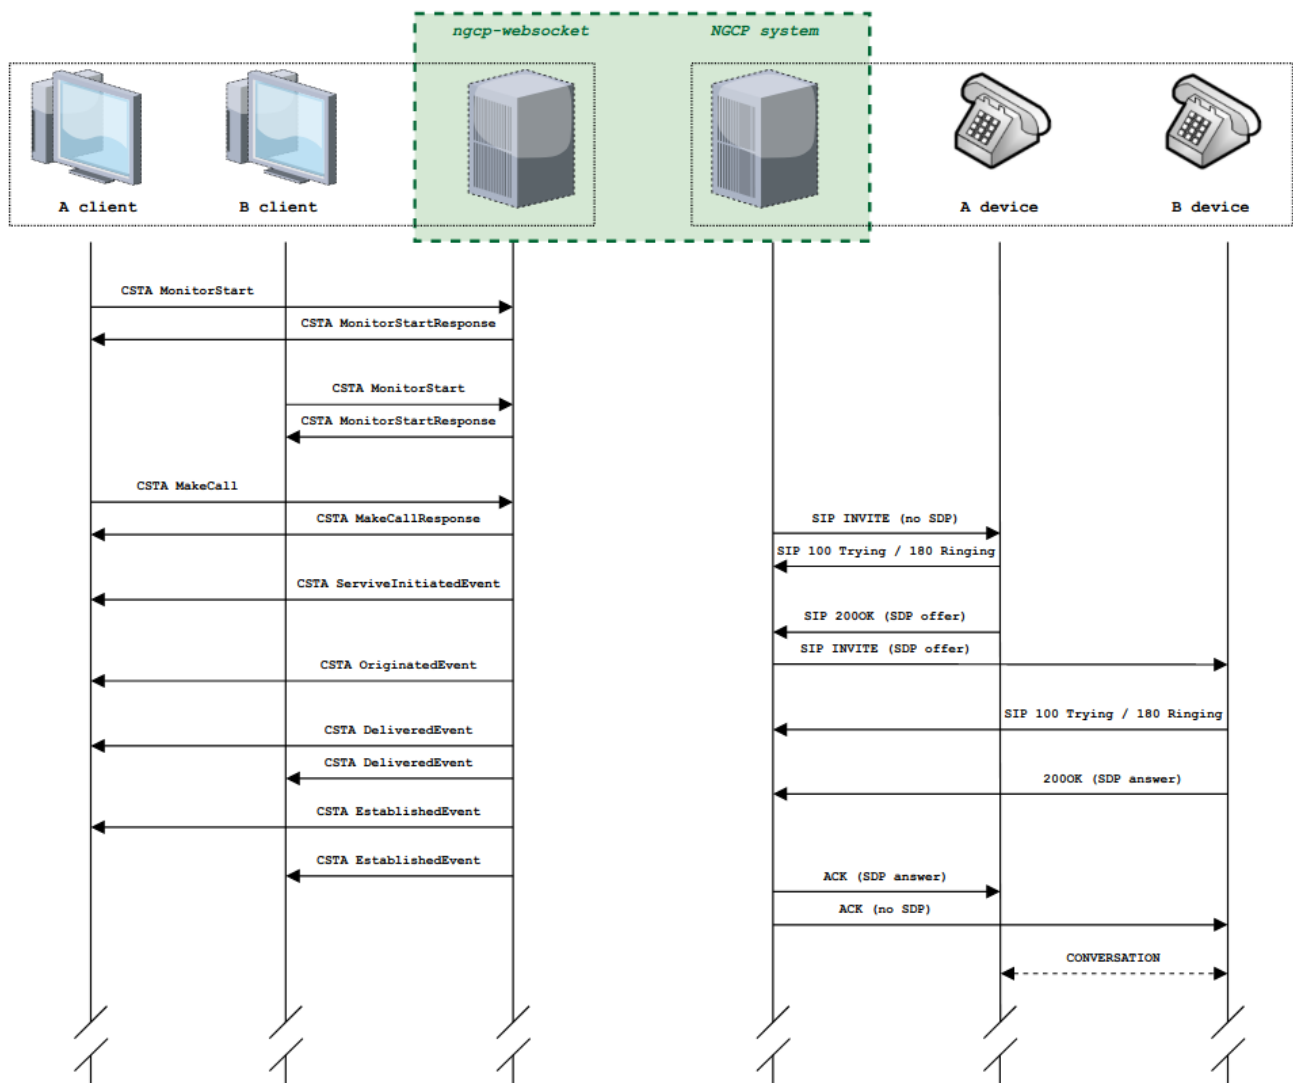 ngcp-websocket
NGCP system
A client
B client
A device
B device
CSTA MonitorStart
CSTA MonitorStartResponse
CSTA MonitorStart
CSTA MonitorStartResponse
CSTA MakeCall
CSTA MakeCallResponse
SIP INVITE (no SDP)
SIP 100 Trying / 180 Ringing
CSTA ServiveInitiatedEvent
SIP 200OK (SDP offer)
SIP INVITE (SDP offer)
CSTA OriginatedEvent
SIP 100 Trying / 180 Ringing
CSTA DeliveredEvent
CSTA DeliveredEvent
200OK (SDP answer)
CSTA EstablishedEvent
CSTA EstablishedEvent
ACK (SDP answer)
ACK (no SDP)
CONVERSATION